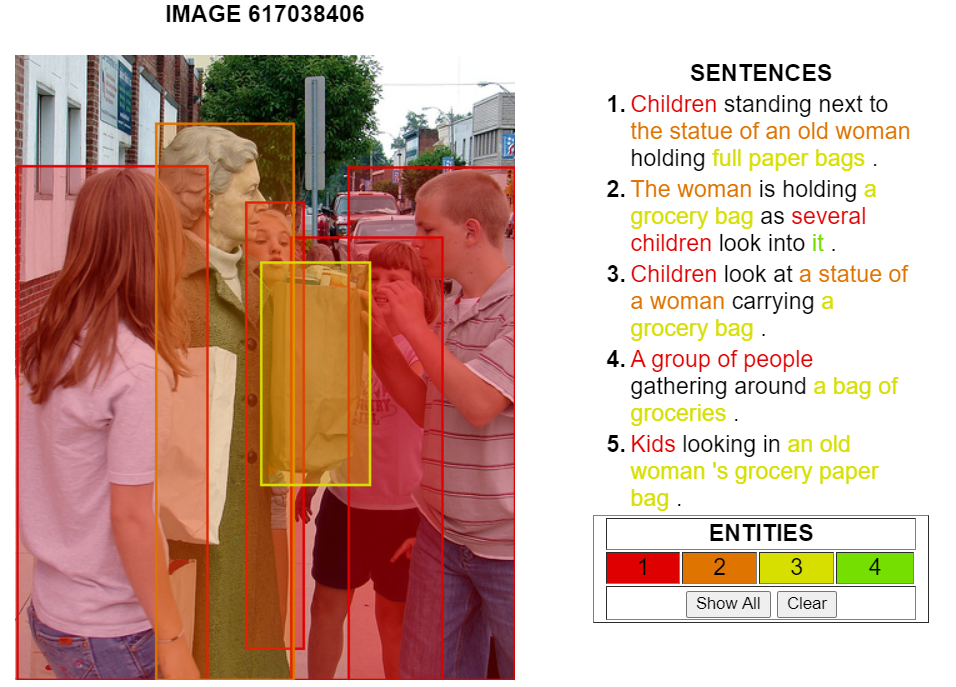 IMAGE 617038406
SENTENCES
1. Children standing next to
the statue of an old woman
holding full paper bags .
2. The woman is holding a
grocery bag as several
children look into it .
3. Children look at a statue of
a woman carrying a
grocery bag .
4. A group of people
gathering around a bag of
groceries .
5. Kids looking in an old
woman 's grocery paper
bag .
ENTITIES
1 2 3 4
Show All Clear